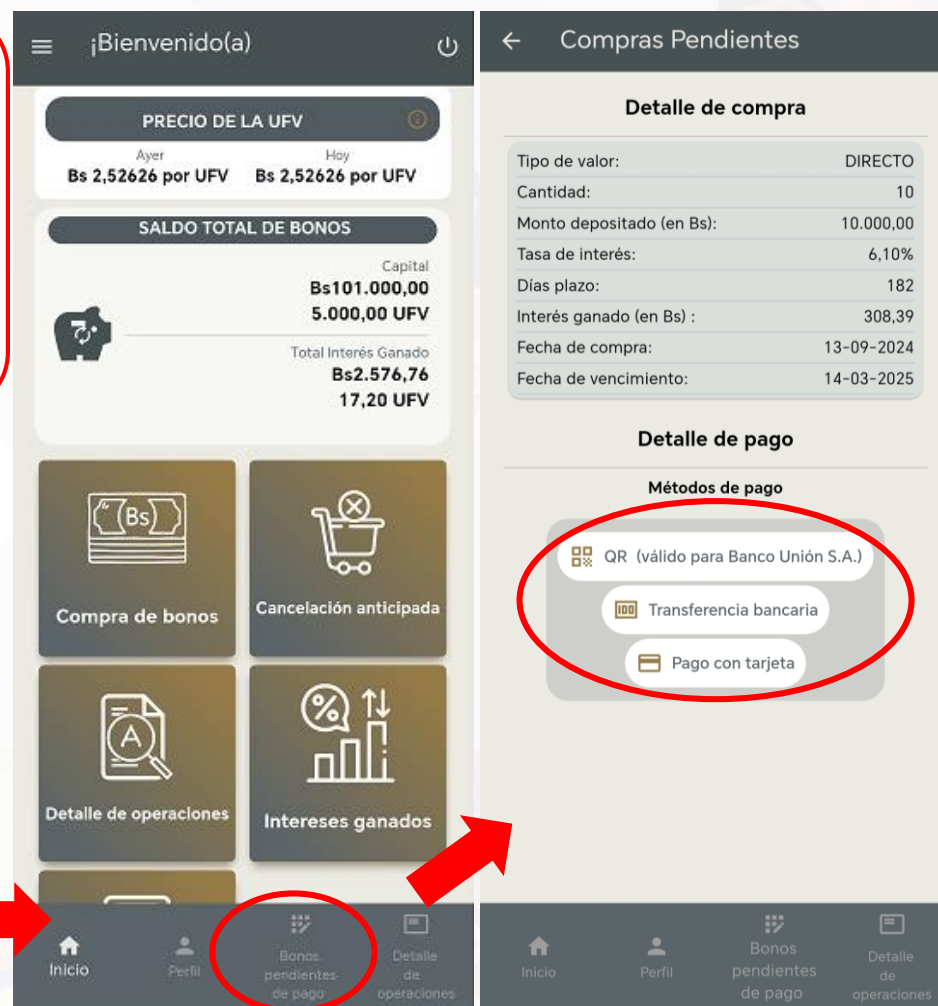 ¡Bienvenido(a)
PRECIO DE LA UFV
Ayer
Hoy
Bs 2,52626 por UFV
Bs 2,52626 por UFV
SALDO TOTAL DE BONOS
Capital
Bs101.000,00
5.000,00 UFV
Total Interés Ganado
Bs2.576,76
17,20 UFV
(Bs)
Compra de bonos
Cancelación anticipada
A
Detalle de operaciones
%
Intereses ganados
Inicio
Perfil
Bonos
pendientes
de pago
Detalle
de
operaciones
Compras Pendientes
Detalle de compra
Tipo de valor: DIRECTO
Cantidad: 10
Monto depositado (en Bs): 10.000,00
Tasa de interés: 6,10%
Días plazo: 182
Interés ganado (en Bs) : 308,39
Fecha de compra: 13-09-2024
Fecha de vencimiento: 14-03-2025
Detalle de pago
Métodos de pago
QR (válido para Banco Unión S.A.)
100 Transferencia bancaria
Pago con tarjeta
Inicio
Perfil
Bonos
pendientes
de pago
Detalle
de
operaciones